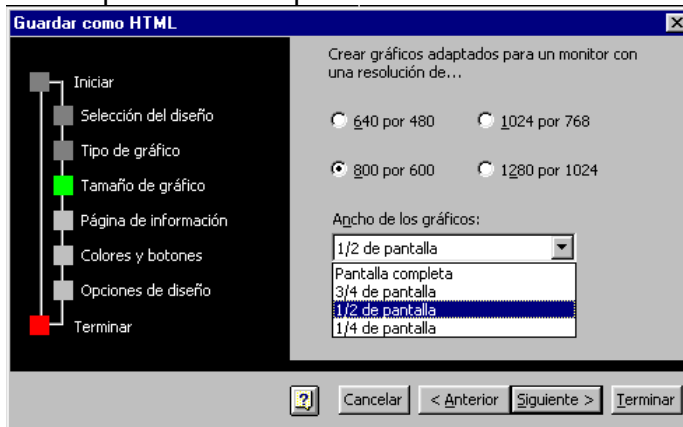 Guardar como HTML
Iniciar
Selección del diseño
Tipo de gráfico
Tamaño de gráfico
Página de información
Colores y botones
Opciones de diseño
Terminar
Crear gráficos adaptados para un monitor con
una resolución de...
640 por 480
1024 por 768
800 por 600
1280 por 1024
Ancho de los gráficos:
1/2 de pantalla
Pantalla completa
3/4 de pantalla
1/2 de pantalla
1/4 de pantalla
Cancelar
< Anterior
Siguiente >
Terminar